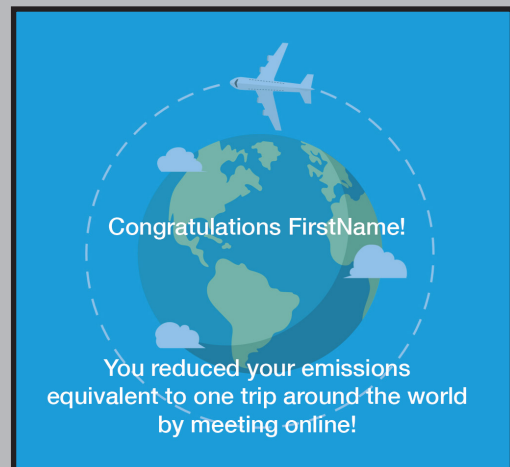 Congratulations FirstName!
You reduced your emissions
equivalent to one trip around the world
by meeting online!